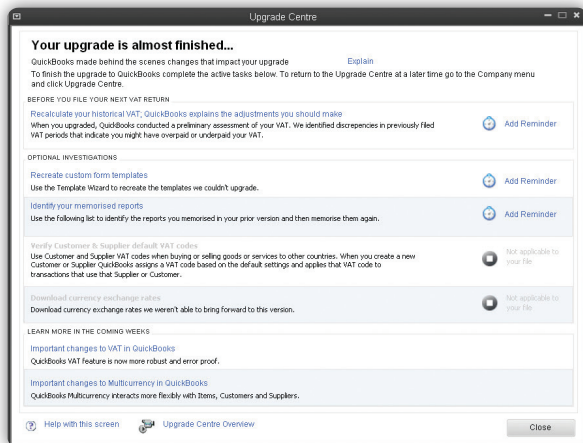 Upgrade Centre
Your upgrade is almost finished...
QuickBooks made behind the scenes changes that impact your upgrade Explain
To finish the upgrade to QuickBooks complete the active tasks below. To return to the Upgrade Centre at a later time go to the Company menu
and click Upgrade Centre.
BEFORE YOU FILE YOUR NEXT VAT RETURN
Recalculate your historical VAT; QuickBooks explains the adjustments you should make
When you upgraded, QuickBooks conducted a preliminary assessment of your VAT. We identified discrepancies in previously filed
VAT periods that indicate you might have overpaid or underpaid your VAT.
Add Reminder
OPTIONAL INVESTIGATIONS
Recreate custom form templates
Use the Template Wizard to recreate the templates we couldn't upgrade.
Add Reminder
Identify your memorised reports
Use the following list to identify the reports you memorised in your prior version and then memorise them again.
Add Reminder
Verify Customer & Supplier default VAT codes
Use Customer and Supplier VAT codes when buying or selling goods or services to other countries. When you create a new
Customer or Supplier QuickBooks assigns a VAT code based on the default settings and applies that VAT code to
transactions that use that Supplier or Customer.
Not applicable to
your file
Download currency exchange rates
Download currency exchange rates we weren't able to bring forward to this version.
Not applicable to
your file
LEARN MORE IN THE COMING WEEKS
Important changes to VAT in QuickBooks
QuickBooks VAT feature is now more robust and error proof.
Important changes to Multicurrency in QuickBooks
QuickBooks Multicurrency interacts more flexibly with Items, Customers and Suppliers.
Help with this screen Upgrade Centre Overview Close